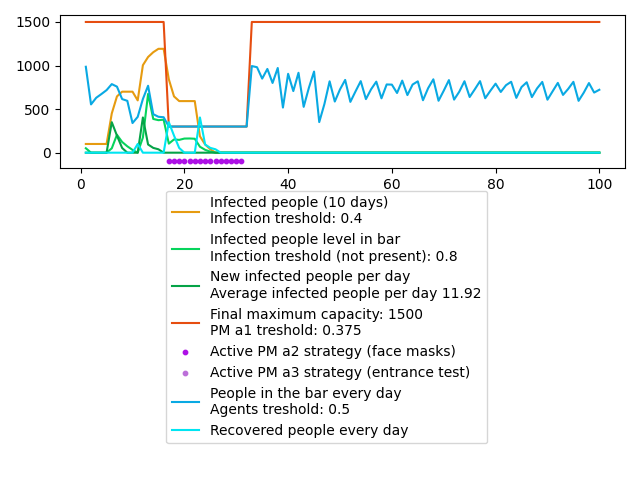 1500
1000
500
0
0
20
40
60
80
100
Infected people (10 days)
Infection treshold: 0.4
Infected people level in bar
Infection treshold (not present): 0.8
New infected people per day
Average infected people per day 11.92
Final maximum capacity: 1500
PM a1 treshold: 0.375
Active PM a2 strategy (face masks)
Active PM a3 strategy (entrance test)
People in the bar every day
Agents treshold: 0.5
Recovered people every day